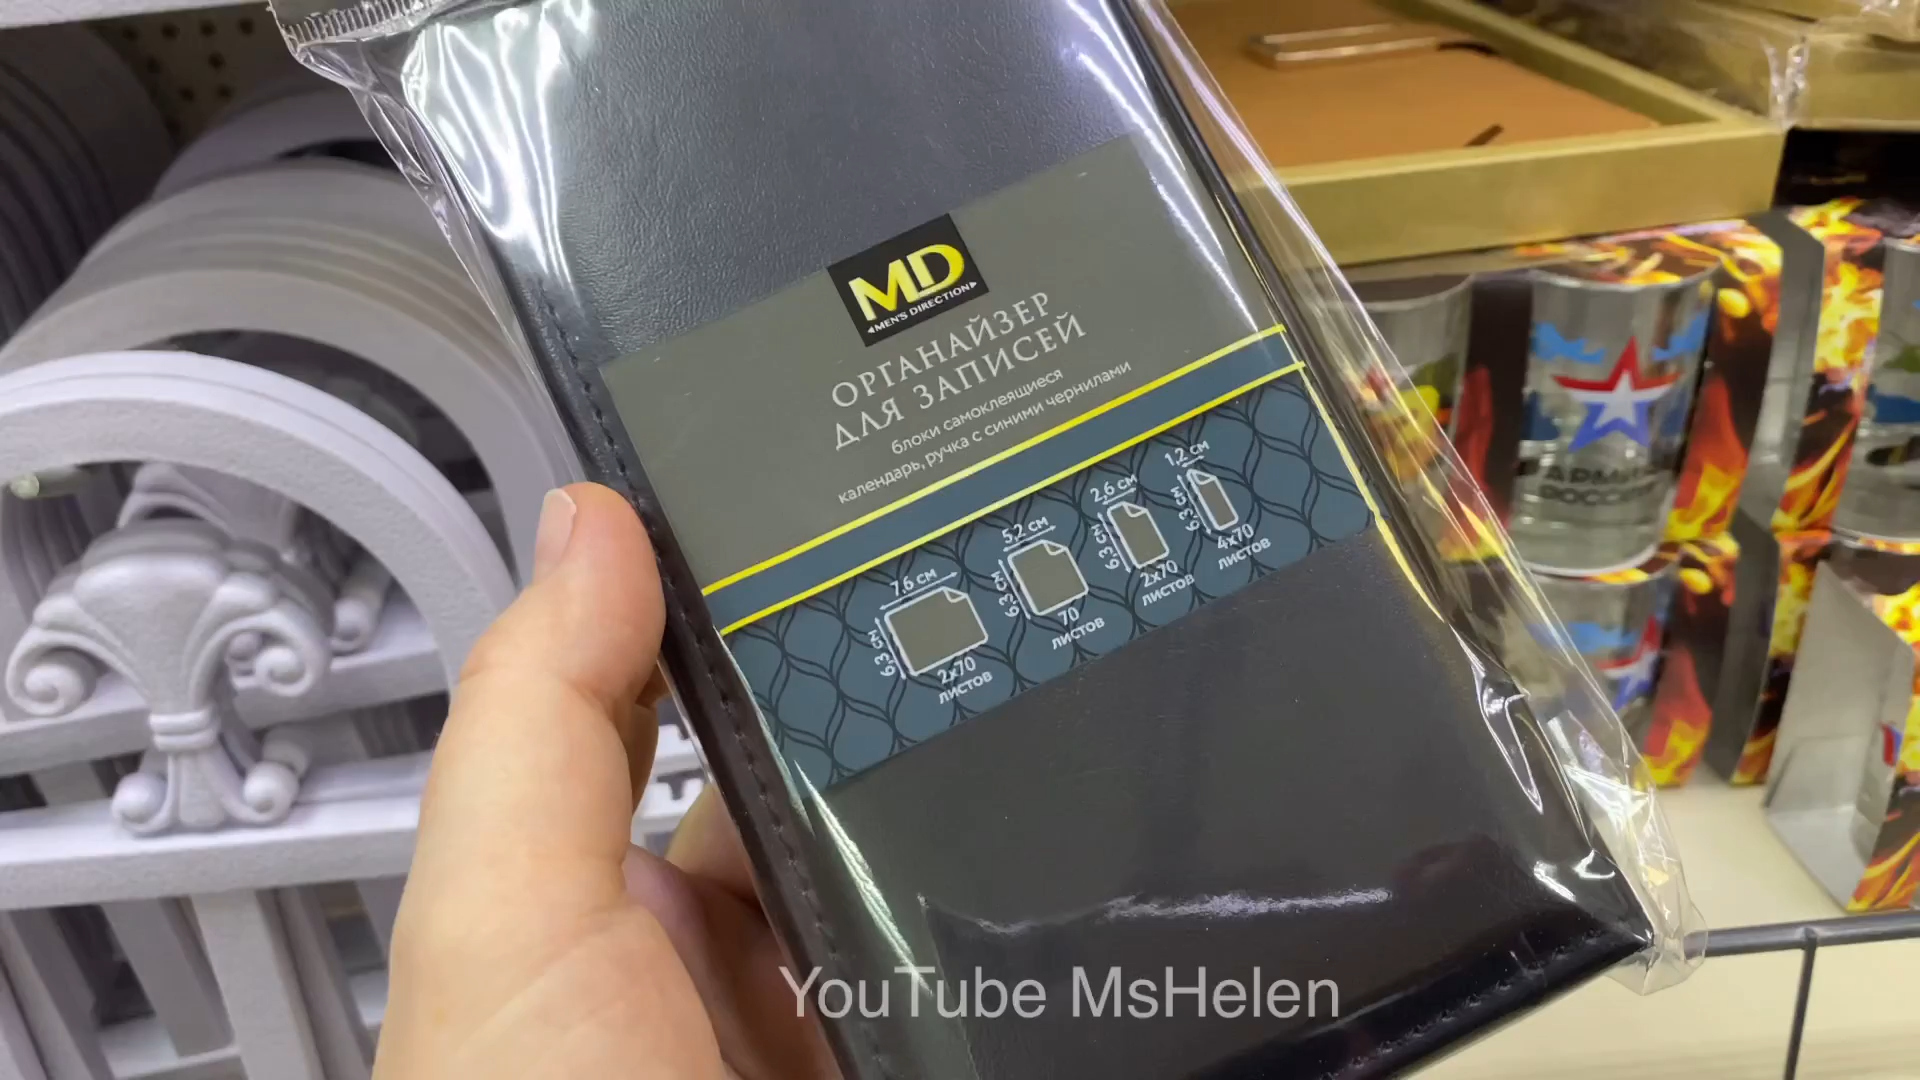 MD
MEN'S DIRECTION
ОРГАНАЙЗЕР
ДЛЯ ЗАПИСЕЙ
блоки самоклеящиеся
календарь, ручка с синими чернилами
7,6 см
6,3 см
2х70
листов
5,2 см
6,3 см
70
листов
2,6 см
6,3 см
2х70
листов
1,2 см
6,3 см
4х70
листов
АРМИЯ
РОССИИ
YouTube MsHelen